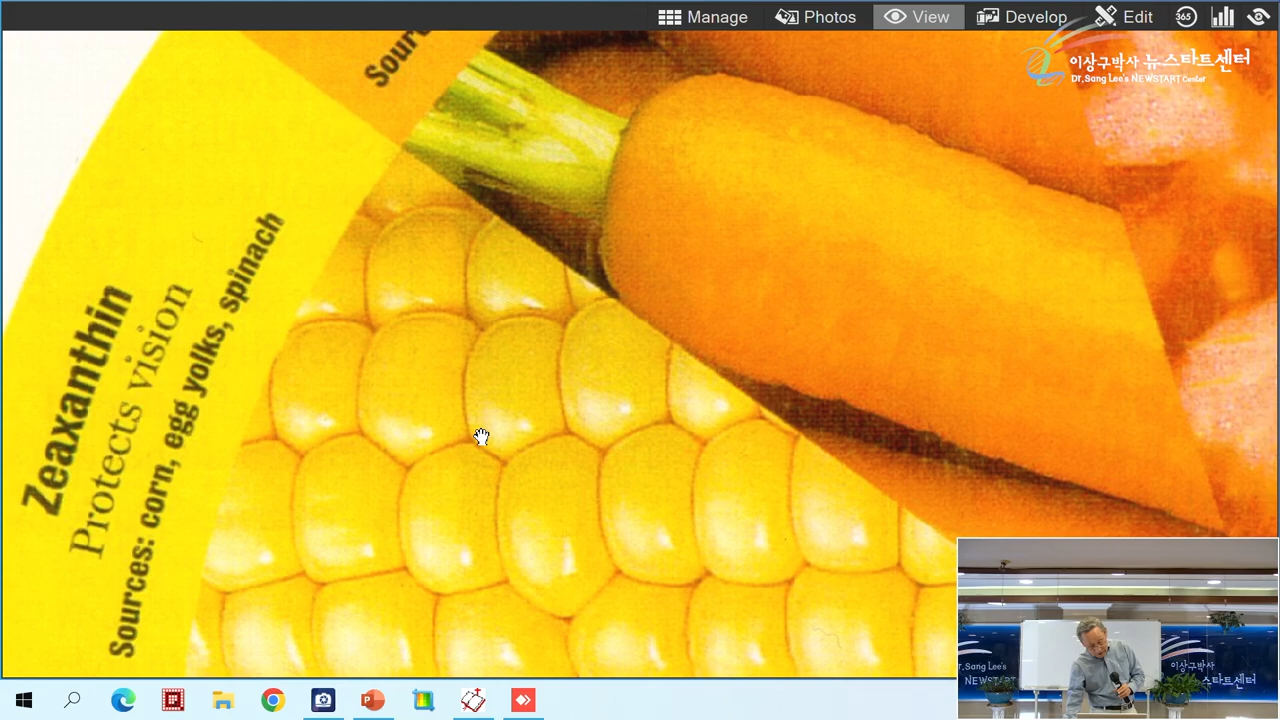 Manage
Photos
View
Develop
Edit
365
이상구박사 뉴스타트센터
Dr.Sang Lee's NEWSTART Center
Sour
Zeaxanthin
Protects vision
Sources: corn, egg yolks, spinach
Dr.Sang Lee's
NEWSTART
이상구박사
뉴스타트센터